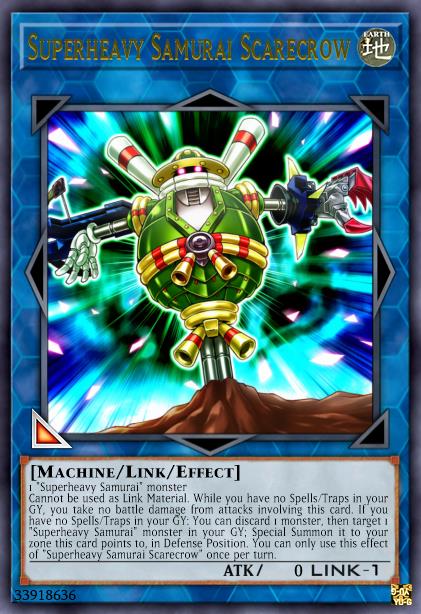 Superheavy Samurai Scarecrow
EARTH
地
[Machine/Link/Effect]
1 "Superheavy Samurai" monster
Cannot be used as Link Material. While you have no Spells/Traps in your
GY, you take no battle damage from attacks involving this card. If you
have no Spells/Traps in your GY: You can discard 1 monster, then target 1
"Superheavy Samurai" monster in your GY; Special Summon it to your
zone this card points to, in Defense Position. You can only use this effect
of "Superheavy Samurai Scarecrow" once per turn.
ATK/ 0 LINK-1
33918636